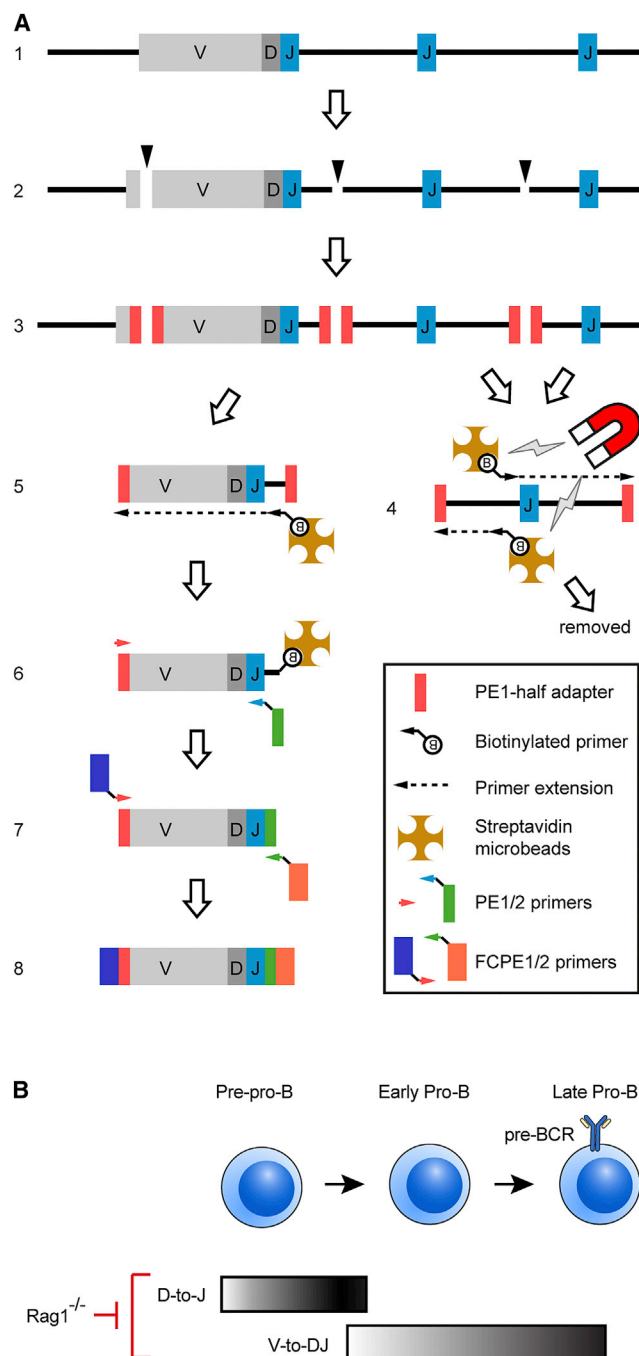 A
1 V D J J J
2 V D J J J
3 V D J J J
5 V D J B
4 B J B
removed
6 V D J B
7 V D J
8 V D J
PE1-half adapter
B Biotinylated primer
Primer extension
Streptavidin
microbeads
PE1/2 primers
FCPE1/2 primers
B
Pre-pro-B Early Pro-B Late Pro-B
pre-BCR
D-to-J
Rag1-/-
V-to-DJ